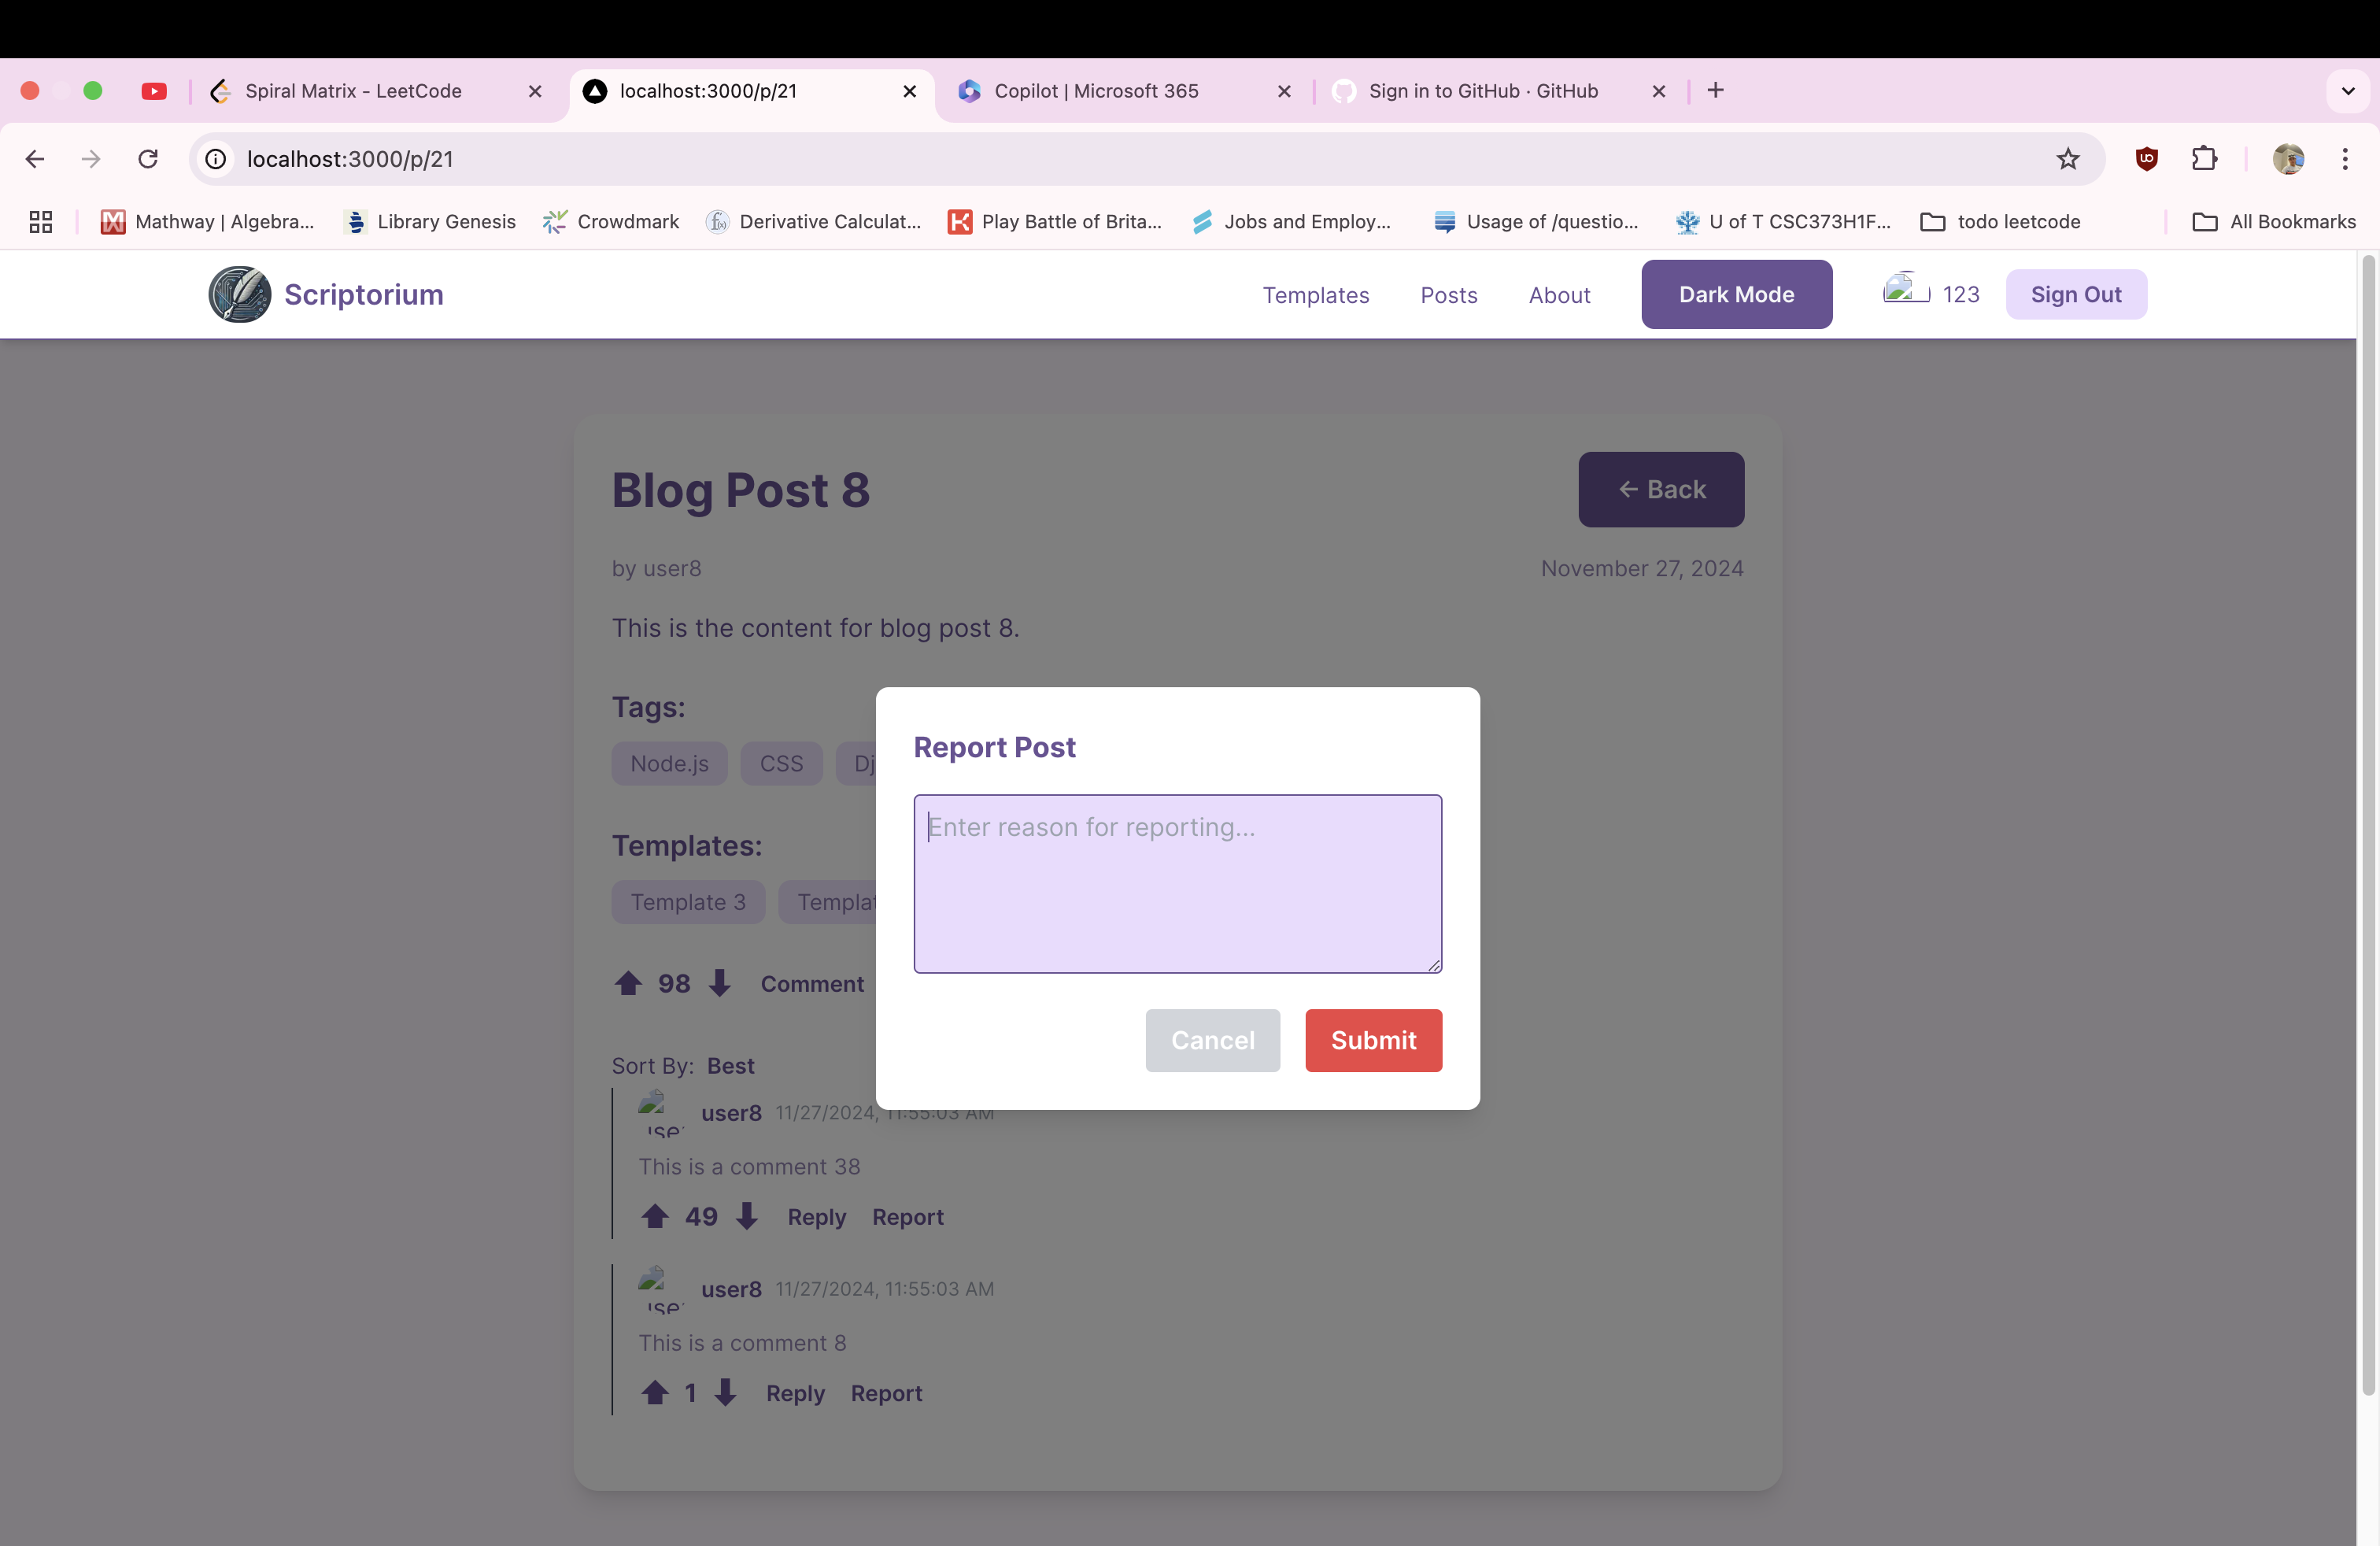 Spiral Matrix - LeetCode
localhost:3000/p/21
Copilot | Microsoft 365
Sign in to GitHub · GitHub
localhost:3000/p/21
Mathway | Algebra...
Library Genesis
Crowdmark
Derivative Calculat...
Play Battle of Brita...
Jobs and Employ...
Usage of /questio...
U of T CSC373H1F...
todo leetcode
All Bookmarks
Scriptorium
Templates
Posts
About
Dark Mode
123
Sign Out
Blog Post 8
← Back
by user8
November 27, 2024
This is the content for blog post 8.
Tags:
Node.js
CSS
Dj
Templates:
Template 3
Templat
98
Comment
Report Post
Enter reason for reporting...
Cancel
Submit
Sort By: Best
user8 11/27/2024, 11:55:03 AM
This is a comment 38
49
Reply
Report
user8 11/27/2024, 11:55:03 AM
This is a comment 8
1
Reply
Report